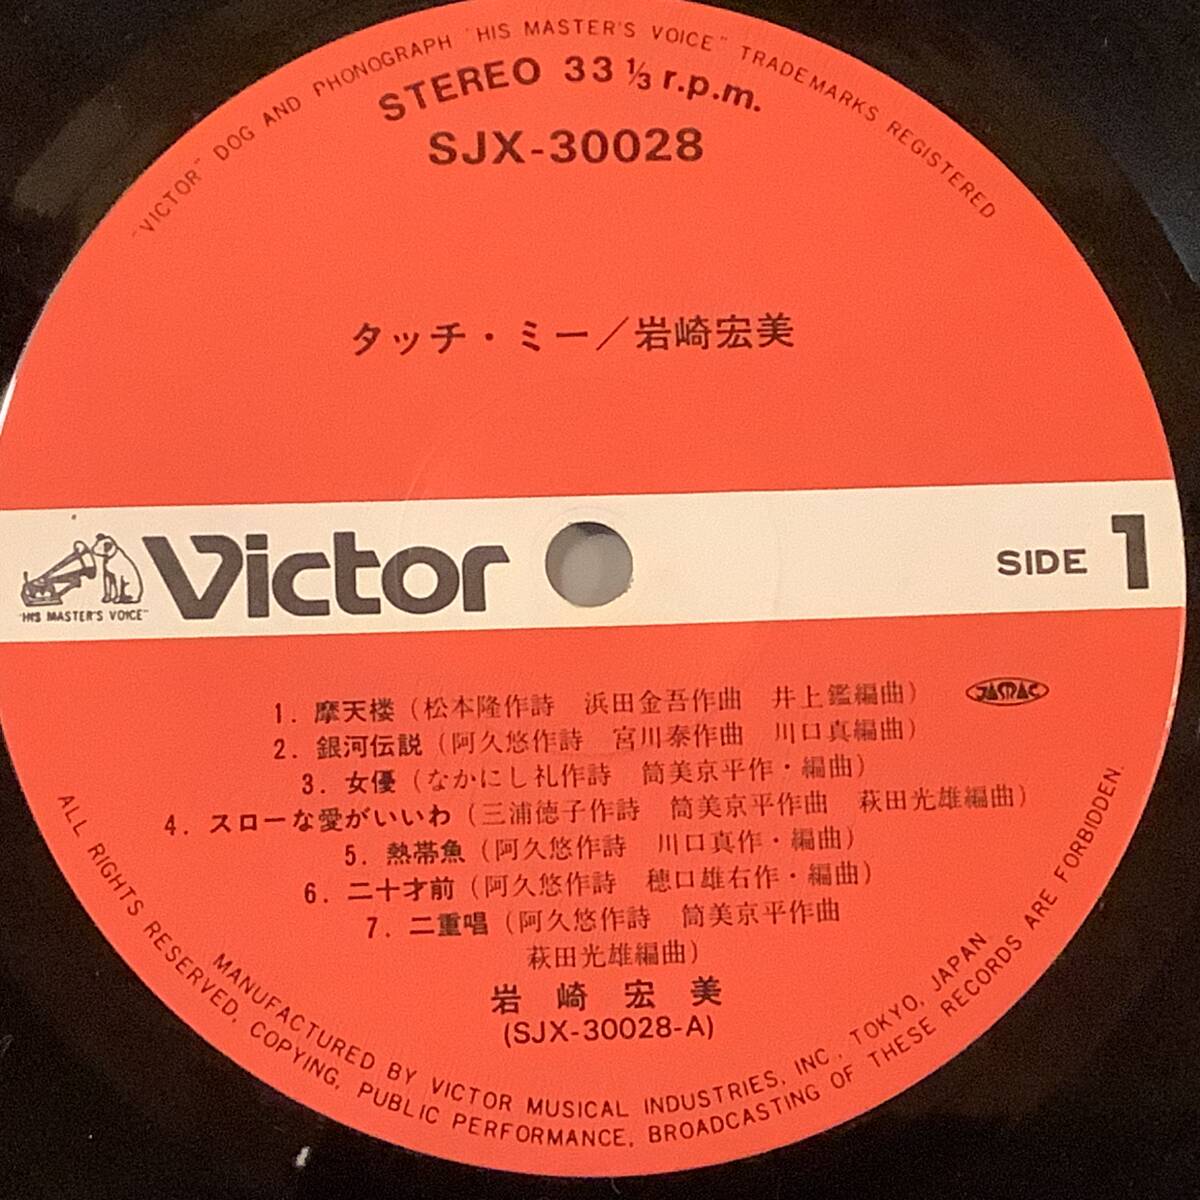 "VICTOR" DOG AND PHONOGRAPH "HIS MASTER'S VOICE" TRADEMARKS REGISTERED
STEREO 33 1/3 r.p.m.
SJX-30028
タッチ・ミー/岩崎宏美
Victor
"HIS MASTER'S VOICE"
SIDE 1
JASRAC
1. 摩天楼(松本隆作詩 浜田金吾作曲 井上鑑編曲)
2. 銀河伝説(阿久悠作詩 宮川泰作曲 川口真編曲)
3. 女優(なかにし礼作詩 筒美京平作・編曲)
4. スローな愛がいいわ(三浦徳子作詩 筒美京平作曲 萩田光雄編曲)
5. 熱帯魚(阿久悠作詩 川口真作・編曲)
6. 二十才前(阿久悠作詩 穂口雄右作・編曲)
7. 二重唱(阿久悠作詩 筒美京平作曲
萩田光雄編曲)
岩崎宏美
(SJX-30028-A)
MANUFACTURED BY VICTOR MUSICAL INDUSTRIES, INC., TOKYO, JAPAN
ALL RIGHTS RESERVED, COPYING, PUBLIC PERFORMANCE, BROADCASTING OF THESE RECORDS ARE FORBIDDEN.